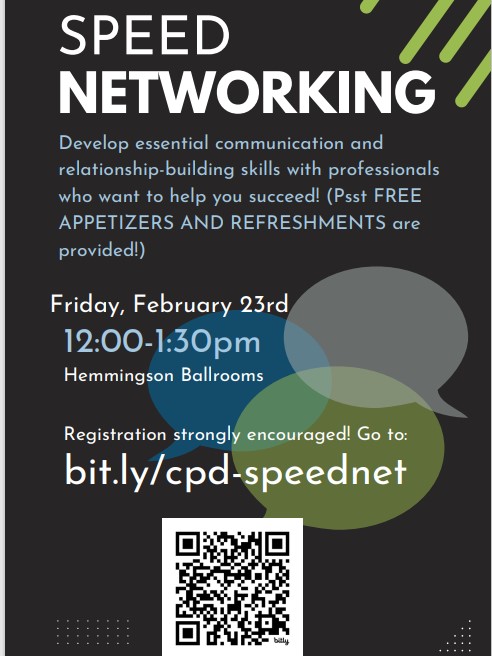 SPEED
NETWORKING
Develop essential communication and
relationship-building skills with professionals
who want to help you succeed! (Psst FREE
APPETIZERS AND REFRESHMENTS are
provided!)
Friday, February 23rd
12:00-1:30pm
Hemmingson Ballrooms
Registration strongly encouraged! Go to:
bit.ly/cpd-speednet
bitly